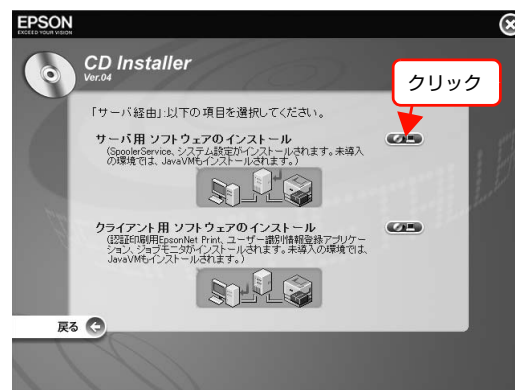 EPSON
EXCEED YOUR VISION
CD Installer
Ver.04
クリック
「サーバ経由」:以下の項目を選択してください。
サーバ用 ソフトウェアのインストール
(SpoolerService、システム設定がインストールされます。未導入
の環境では、JavaVMもインストールされます。)
クライアント用 ソフトウェアのインストール
(認証印刷用EpsonNet Print、ユーザー識別情報登録アプリケー
ション、ジョブモニタがインストールされます。未導入の環境では、
JavaVMもインストールされます。)
戻る